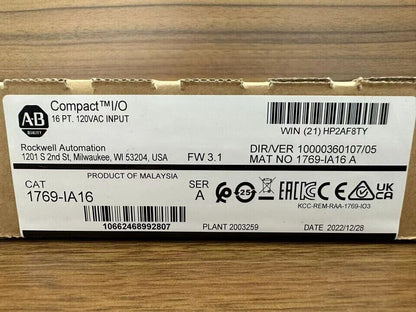 A-B
QUALITY
Compact™I/O
16 PT. 120VAC INPUT
WIN (21) HP2AF8TY
Rockwell Automation
1201 S 2nd St, Milwaukee, WI 53204, USA
FW 3.1
DIR/VER 10000360107/05
MAT NO 1769-IA16 A
PRODUCT OF MALAYSIA
CAT
1769-IA16
SER
A
25
EAC
CE
UK
CA
KCC-REM-RAA-1769-IO3
10662468992807
PLANT 2003259
DATE 2022/12/28